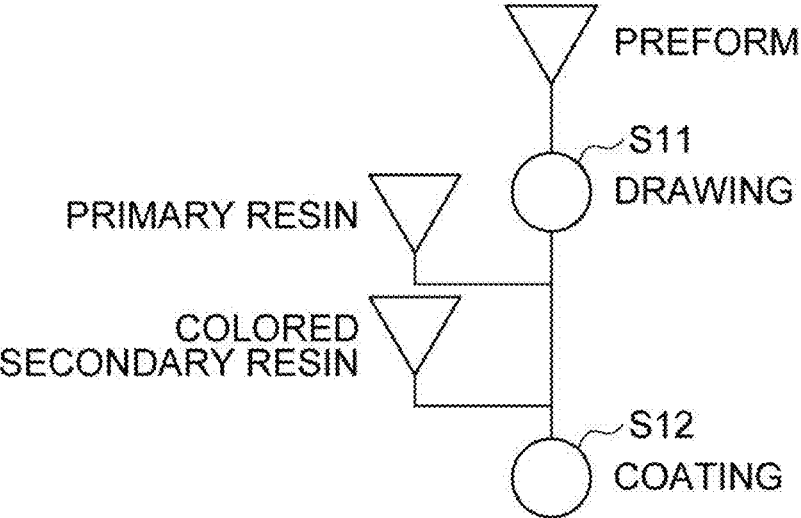 PREFORM
S11
DRAWING
PRIMARY RESIN
COLORED
SECONDARY RESIN
S12
COATING